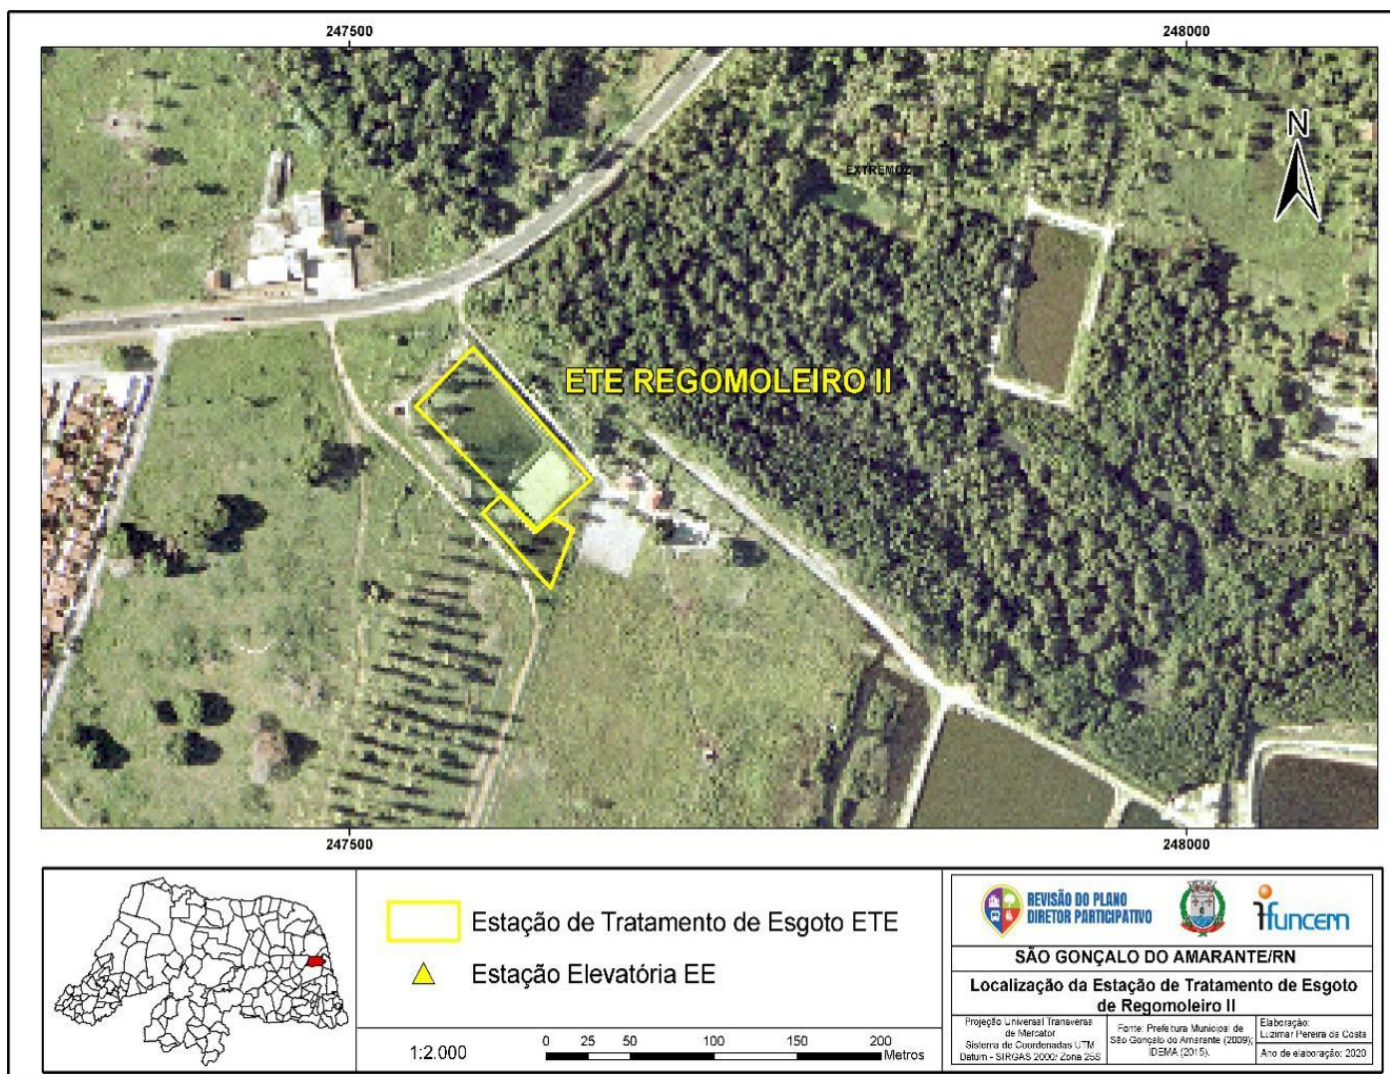 247500
248000
N
EXTREMOZ
ETE REGOMOLEIRO II
247500
248000
Estação de Tratamento de Esgoto ETE
Estação Elevatória EE
1:2.000
0 25 50 100 150 200
Metros
REVISÃO DO PLANO
DIRETOR PARTICIPATIVO
ifuncern
SÃO GONÇALO DO AMARANTE/RN
Localização da Estação de Tratamento de Esgoto
de Regomoleiro II
Projeção Universal Transversa
de Mercator
Sistema de Coordenadas UTM
Datum - SIRGAS 2000/ Zona 25S
Fonte: Prefeitura Municipal de
São Gonçalo do Amarante (2009);
IDEMA (2015).
Elaboração:
Luzimar Pereira da Costa
Ano de elaboração: 2020